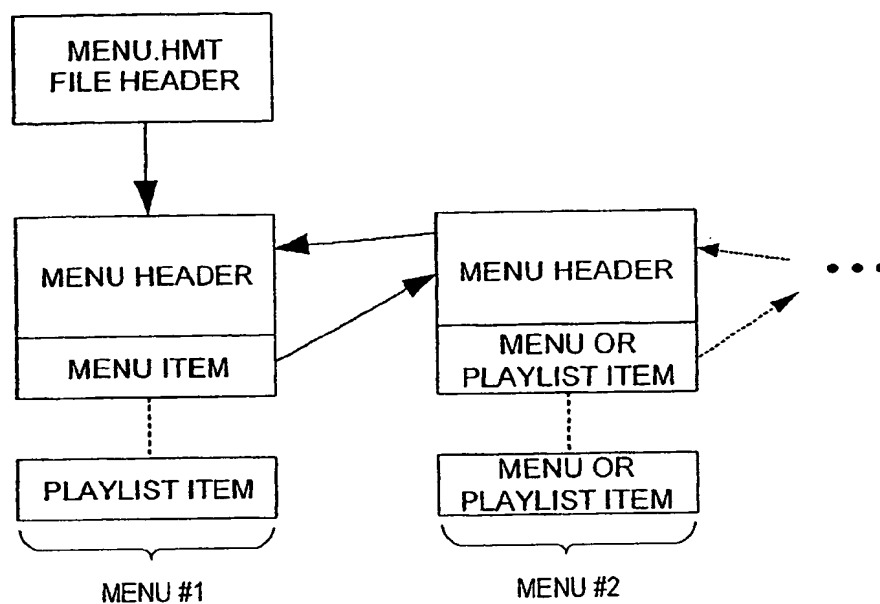 MENU.HMT
FILE HEADER
MENU HEADER
MENU ITEM
PLAYLIST ITEM
MENU #1
MENU HEADER
MENU OR
PLAYLIST ITEM
MENU OR
PLAYLIST ITEM
MENU #2